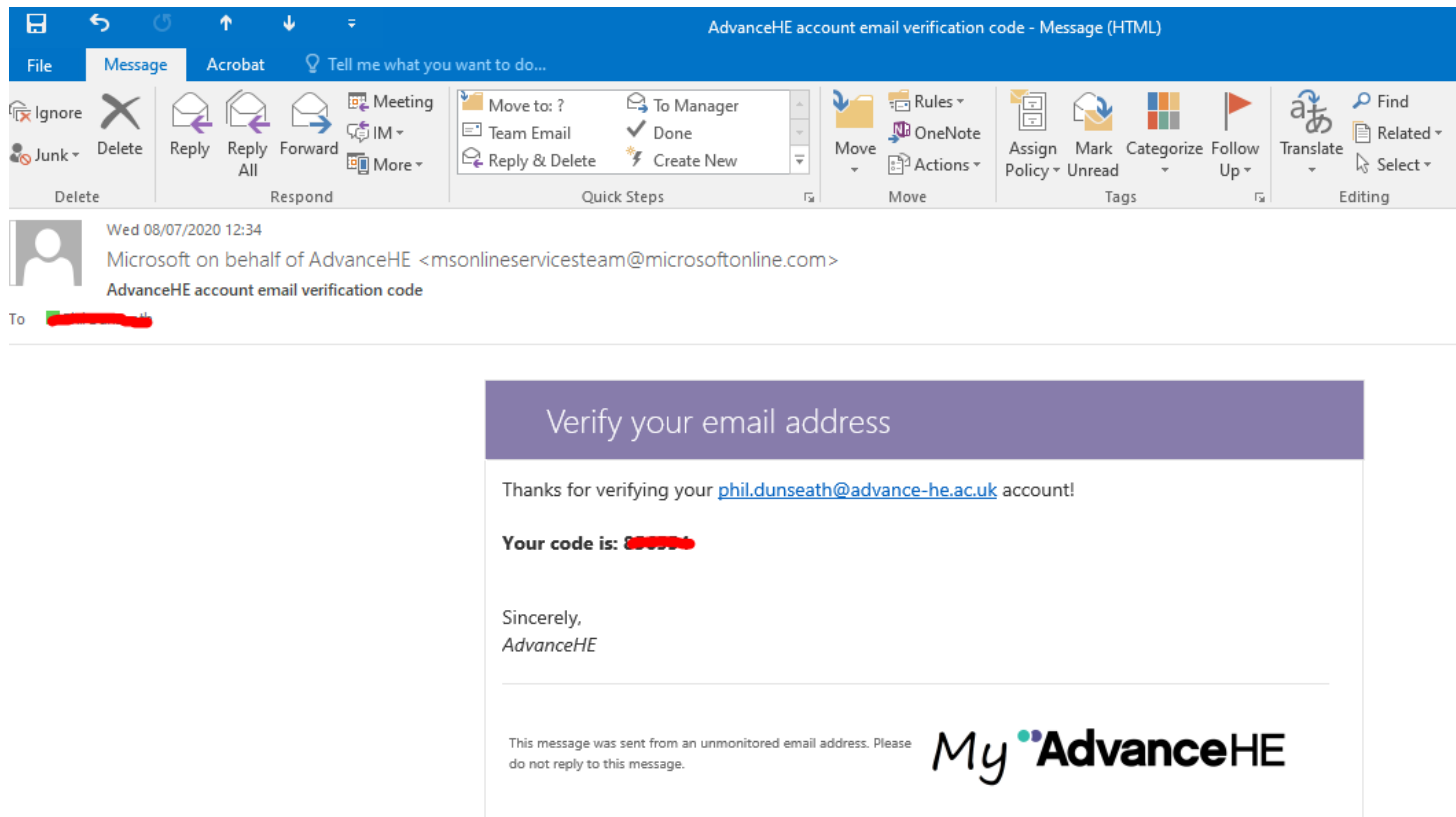 AdvanceHE account email verification code - Message (HTML)
File Message Acrobat Tell me what you want to do...
Ignore
Junk
Delete
Reply
Reply All
Forward
Meeting
IM
More
Move to: ?
Team Email
Reply & Delete
To Manager
Done
Create New
Move
Rules
OneNote
Actions
Assign Policy
Mark Unread
Categorize
Follow Up
Translate
Find
Related
Select
Delete Respond Quick Steps Move Tags Editing
Wed 08/07/2020 12:34
Microsoft on behalf of AdvanceHE <msonlineservicesteam@microsoftonline.com>
AdvanceHE account email verification code
To
Verify your email address
Thanks for verifying your phil.dunseath@advance-he.ac.uk account!
Your code is:
Sincerely,
AdvanceHE
This message was sent from an unmonitored email address. Please
do not reply to this message.
My AdvanceHE